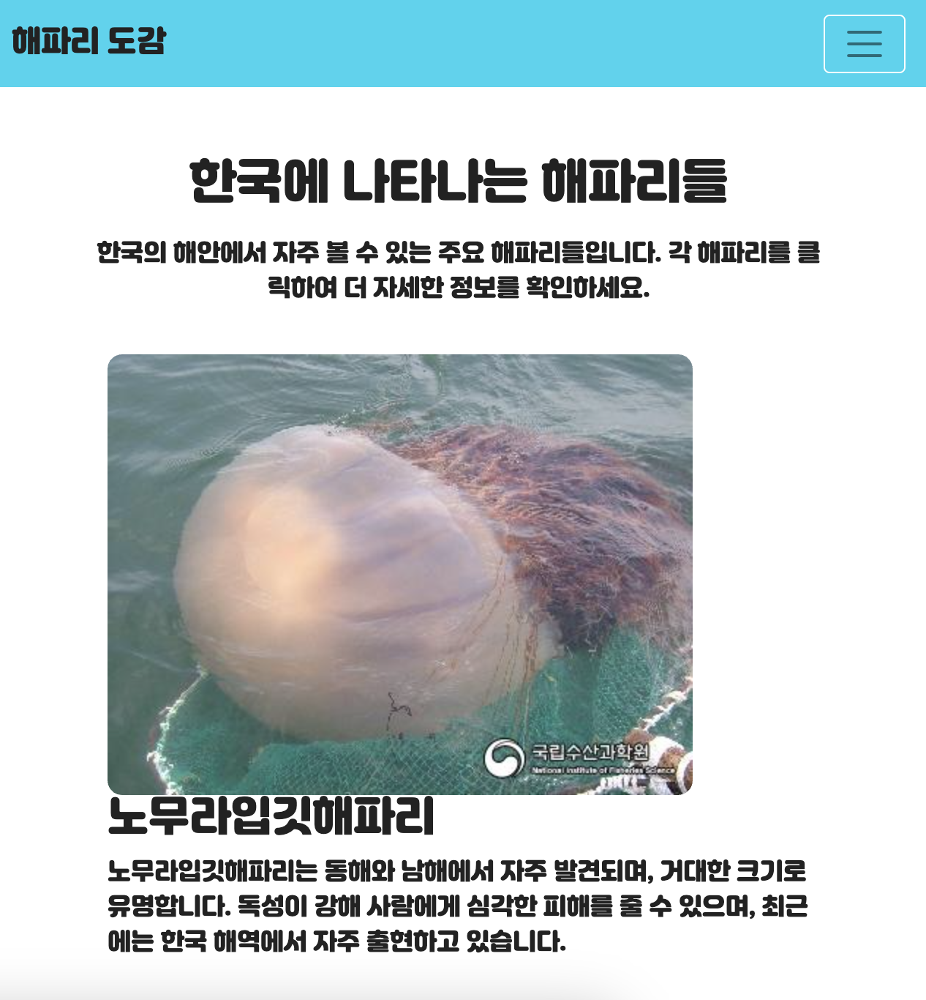 해파리 도감
한국에 나타나는 해파리들
한국의 해안에서 자주 볼 수 있는 주요 해파리들입니다. 각 해파리를 클
릭하여 더 자세한 정보를 확인하세요.
국립수산과학원
National Institute of Fisheries Science
노무라입깃해파리
노무라입깃해파리는 동해와 남해에서 자주 발견되며, 거대한 크기로
유명합니다. 독성이 강해 사람에게 심각한 피해를 줄 수 있으며, 최근
에는 한국 해역에서 자주 출현하고 있습니다.